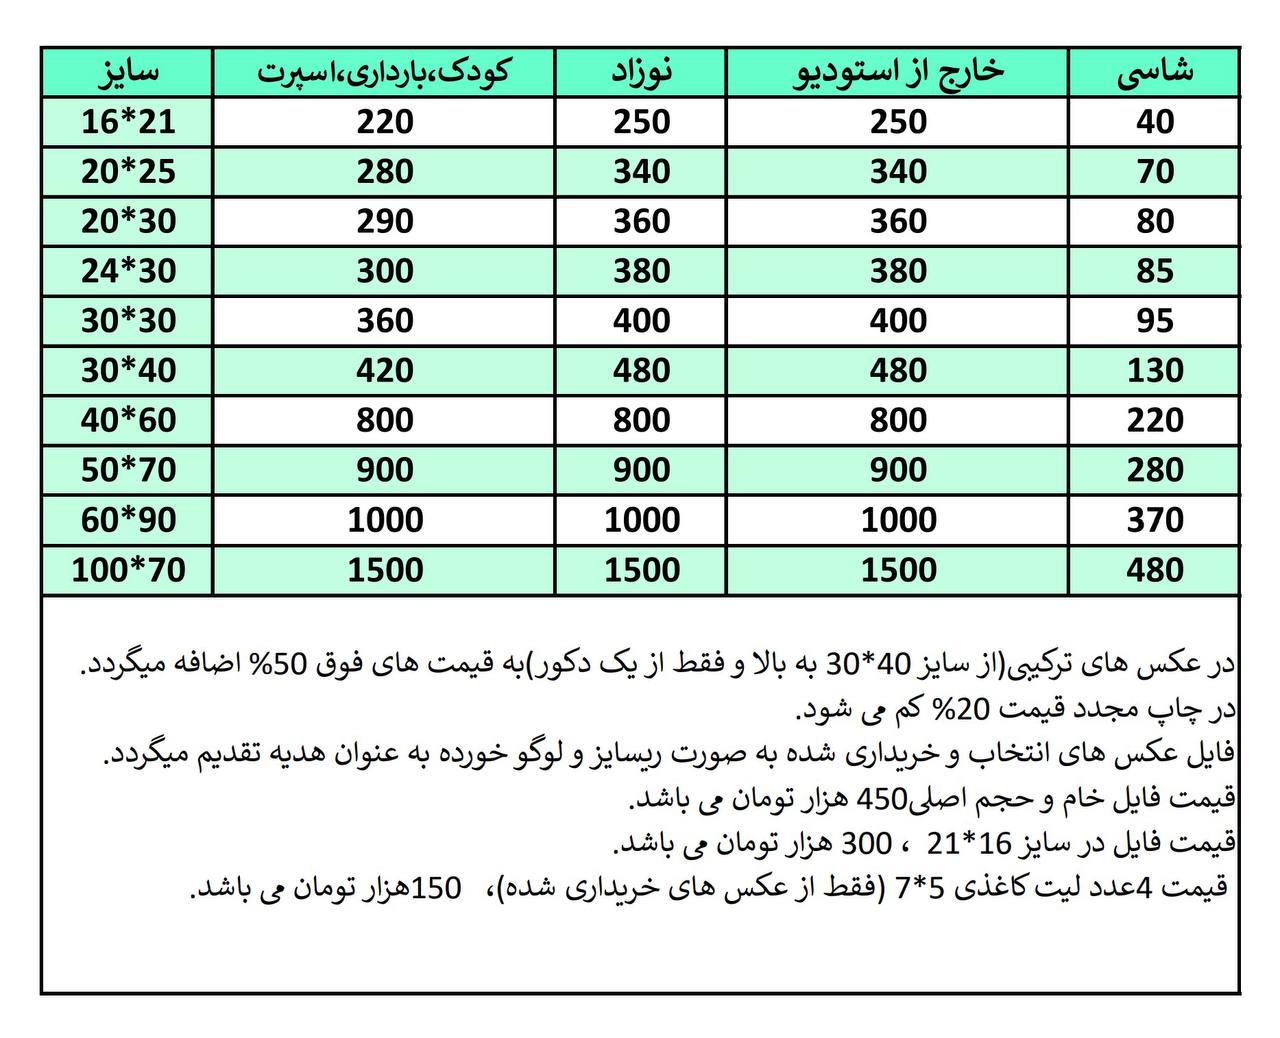 سایز کودک،بارداری،اسپرت نوزاد خارج از استودیو شاسی
16*21 220 250 250 40
20*25 280 340 340 70
20*30 290 360 360 80
24*30 300 380 380 85
30*30 360 400 400 95
30*40 420 480 480 130
40*60 800 800 800 220
50*70 900 900 900 280
60*90 1000 1000 1000 370
100*70 1500 1500 1500 480
در عکس های ترکیبی(از سایز 40*30 به بالا و فقط از یک دکور)به قیمت های فوق 50% اضافه میگردد.
در چاپ مجدد قیمت 20% کم می شود.
فایل عکس های انتخاب و خریداری شده به صورت ریسایز و لوگو خورده به عنوان هدیه تقدیم میگردد.
قیمت فایل خام و حجم اصلی450 هزار تومان می باشد.
قیمت فایل در سایز 16*21 ، 300 هزار تومان می باشد.
قیمت 4عدد لیت کاغذی 5*7 (فقط از عکس های خریداری شده)، 150هزار تومان می باشد.